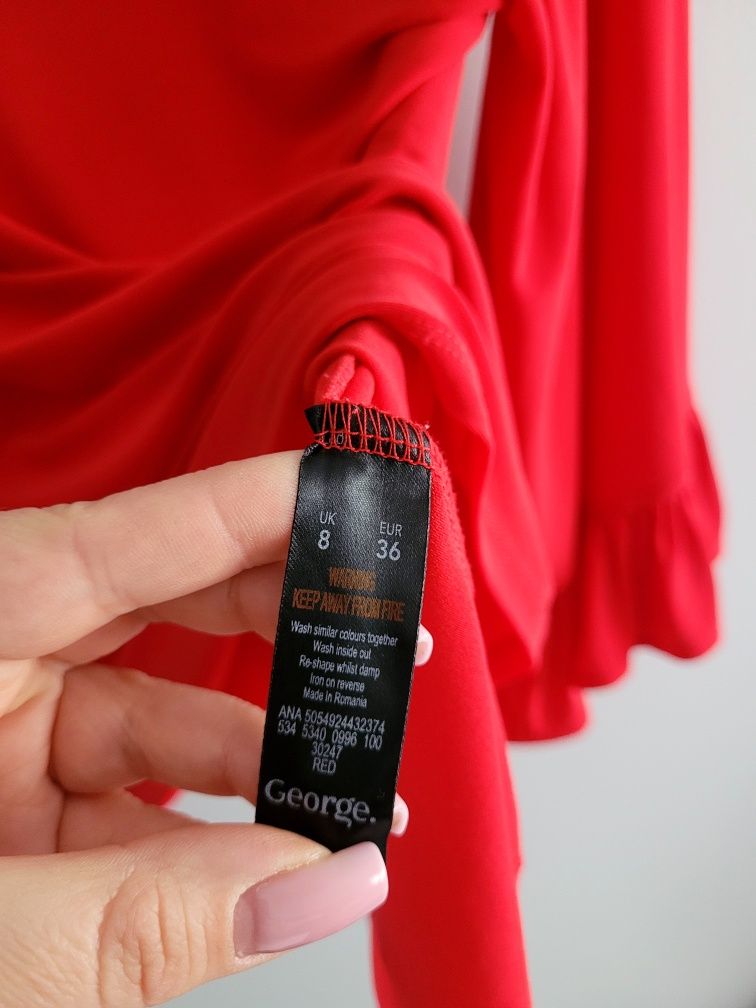 UK EUR
8 36
WARNING
KEEP AWAY FROM FIRE
Wash similar colours together
Wash inside out
Re-shape whilst damp
Iron on reverse
Made in Romania
ANA 5054924432374
534 5340 0996 100
30247
RED
George.